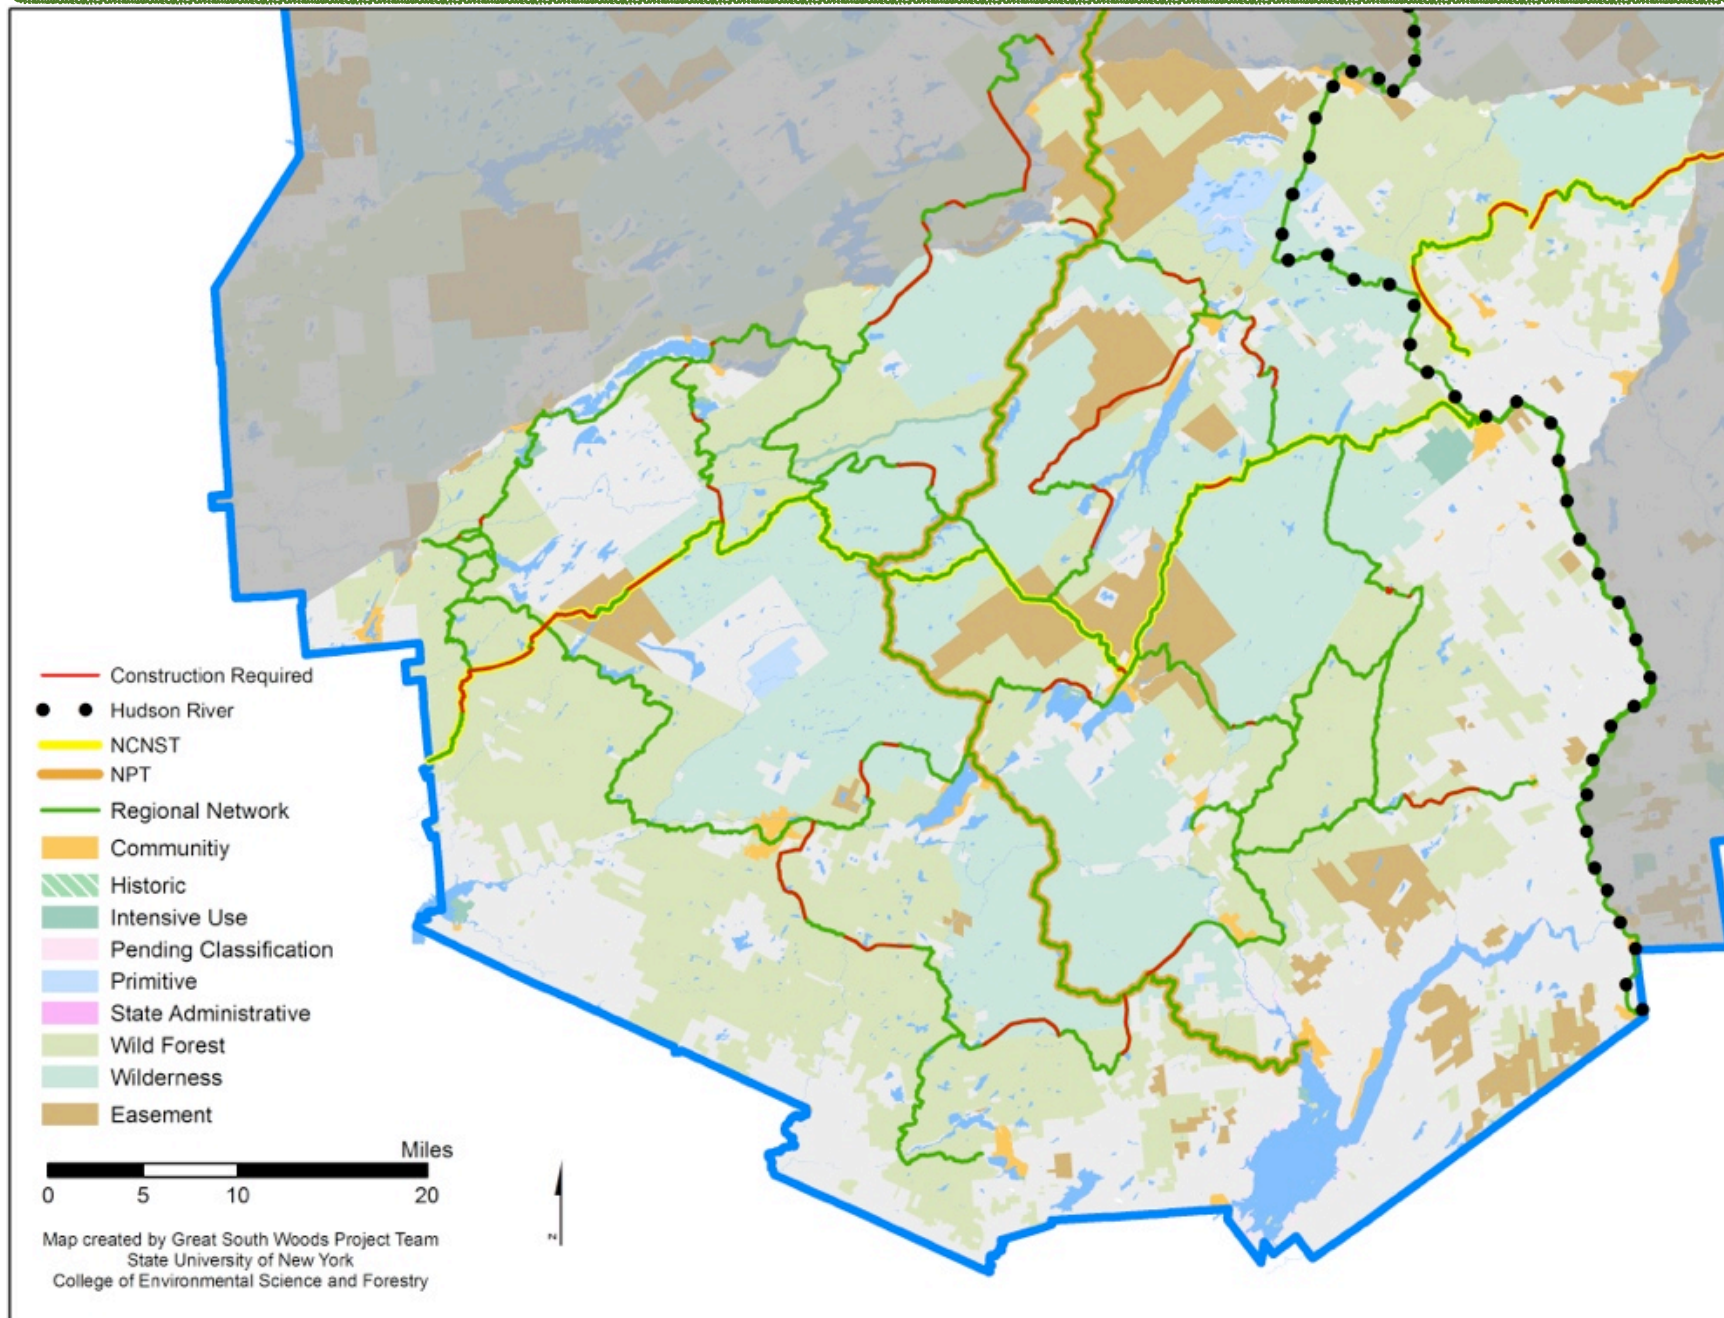 Construction Required
Hudson River
NCNST
NPT
Regional Network
Communitiy
Historic
Intensive Use
Pending Classification
Primitive
State Administrative
Wild Forest
Wilderness
Easement
Miles
0 5 10 20
N
Map created by Great South Woods Project Team
State University of New York
College of Environmental Science and Forestry